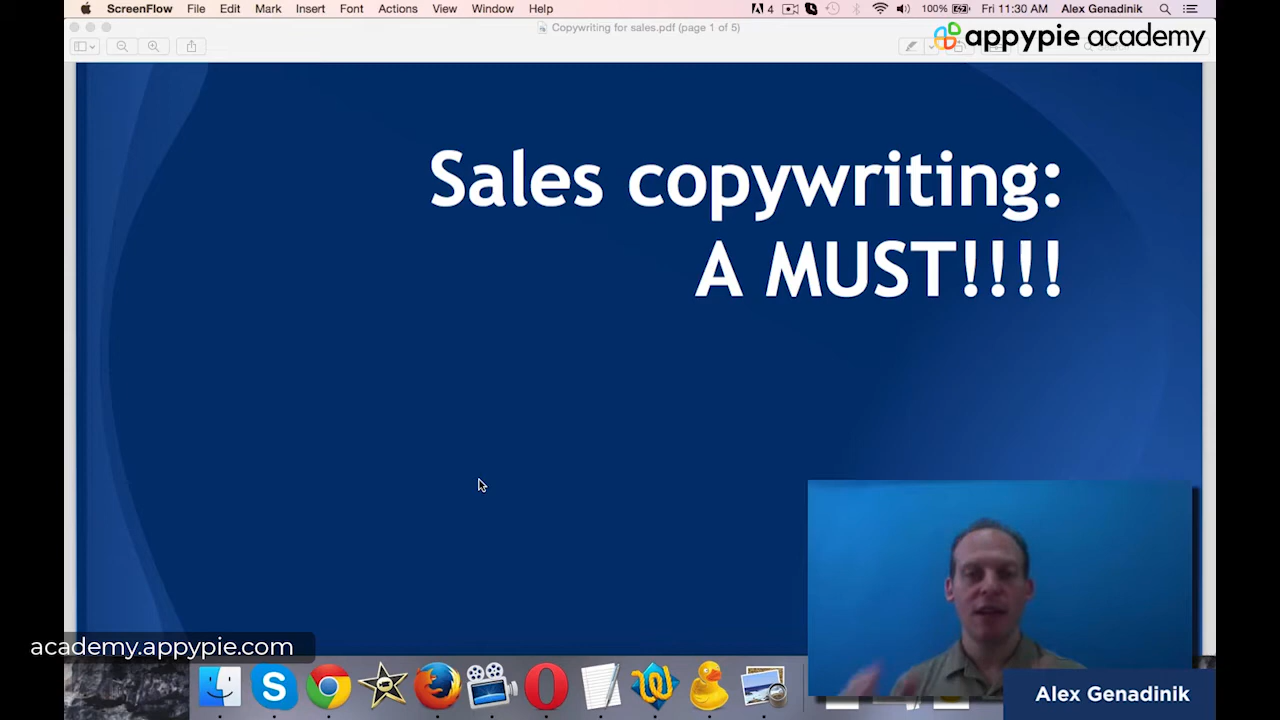 ScreenFlow File Edit Mark Insert Font Actions View Window Help 4 100% Fri 11:30 AM Alex Genadinik
Copywriting for sales.pdf (page 1 of 5)
appypie academy
Sales copywriting:
A MUST!!!!
academy.appypie.com
Alex Genadinik